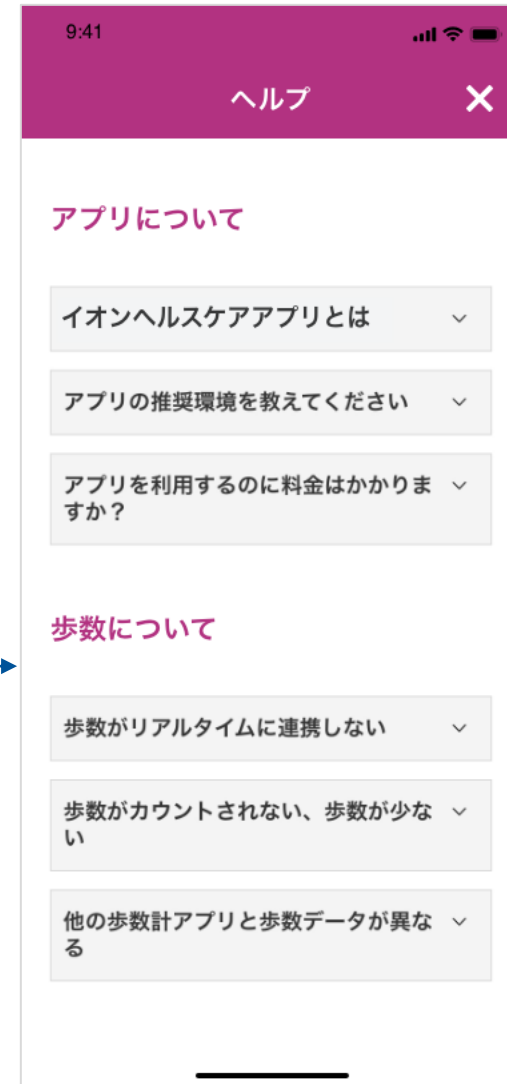 9:41
ヘルプ
アプリについて
イオンヘルスケアアプリとは
アプリの推奨環境を教えてください
アプリを利用するのに料金はかかりま
すか？
歩数について
歩数がリアルタイムに連携しない
歩数がカウントされない、歩数が少な
い
他の歩数計アプリと歩数データが異な
る